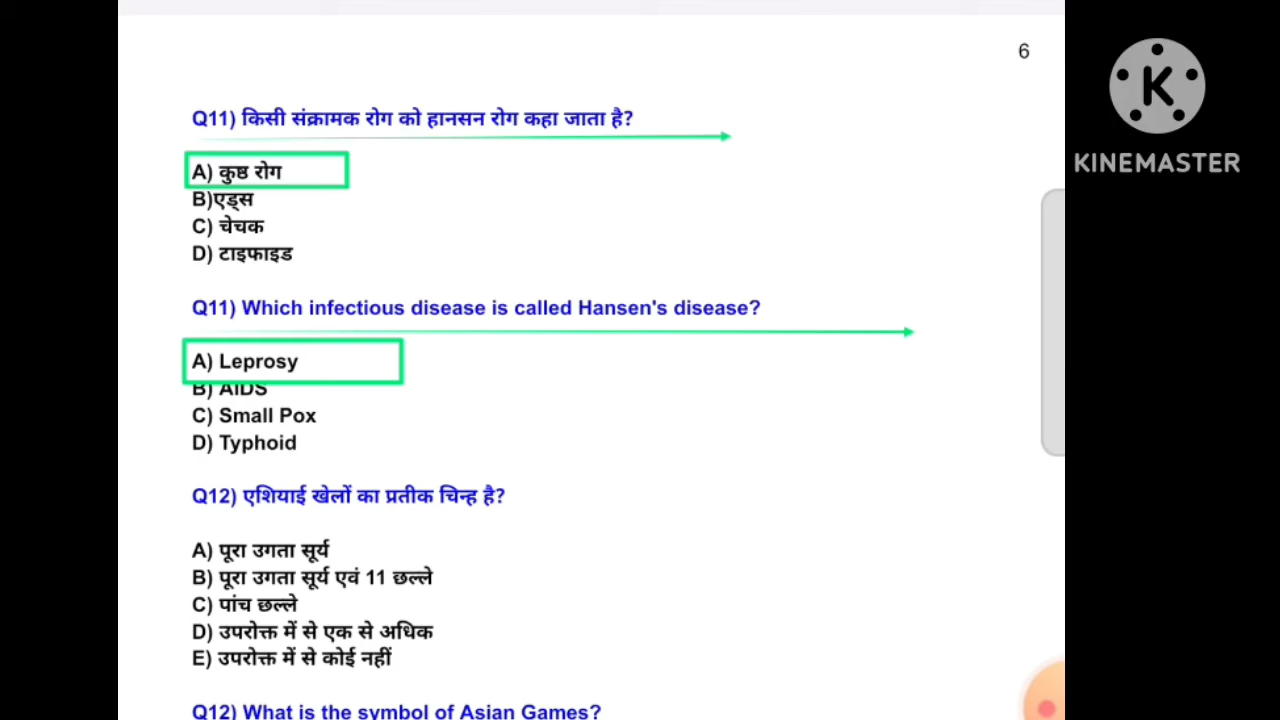 6
Q11) किसी संक्रामक रोग को हानसन रोग कहा जाता है?
A) कुष्ठ रोग
B)एड्स
C) चेचक
D) टाइफाइड
Q11) Which infectious disease is called Hansen's disease?
A) Leprosy
B) AIDS
C) Small Pox
D) Typhoid
Q12) एशियाई खेलों का प्रतीक चिन्ह है?
A) पूरा उगता सूर्य
B) पूरा उगता सूर्य एवं 11 छल्ले
C) पांच छल्ले
D) उपरोक्त में से एक से अधिक
E) उपरोक्त में से कोई नहीं
Q12) What is the symbol of Asian Games?
K
KINEMASTER